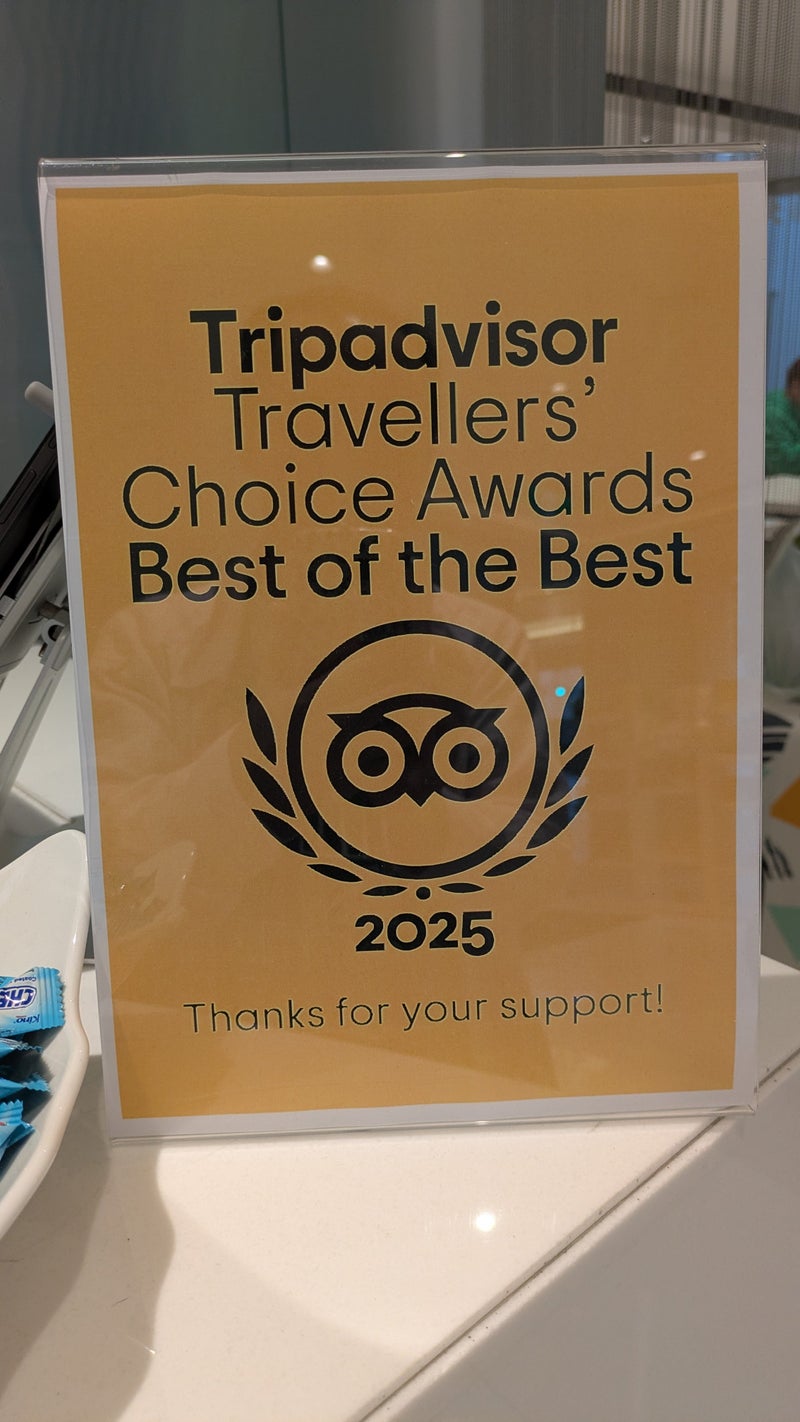 Tripadvisor
Travellers’
Choice Awards
Best of the Best
2025
Thanks for your support!